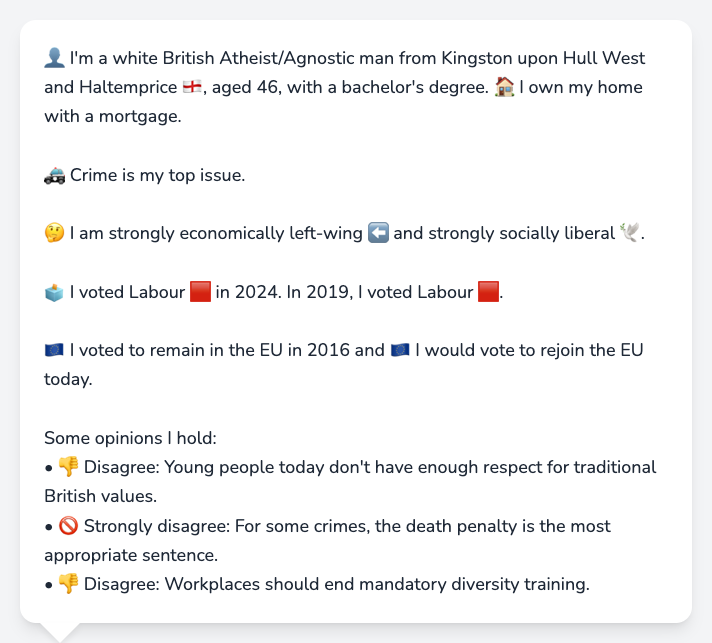 👤 I'm a white British Atheist/Agnostic man from Kingston upon Hull West
and Haltemprice 🏴󠁧󠁢󠁥󠁮󠁧󠁿, aged 46, with a bachelor's degree. 🏠 I own my home
with a mortgage.
🚓 Crime is my top issue.
🤔 I am strongly economically left-wing ⬅️ and strongly socially liberal 🕊️.
🗳️ I voted Labour 🟥 in 2024. In 2019, I voted Labour 🟥.
🇪🇺 I voted to remain in the EU in 2016 and 🇪🇺 I would vote to rejoin the EU
today.
Some opinions I hold:
• 👎 Disagree: Young people today don't have enough respect for traditional
British values.
• 🚫 Strongly disagree: For some crimes, the death penalty is the most
appropriate sentence.
• 👎 Disagree: Workplaces should end mandatory diversity training.